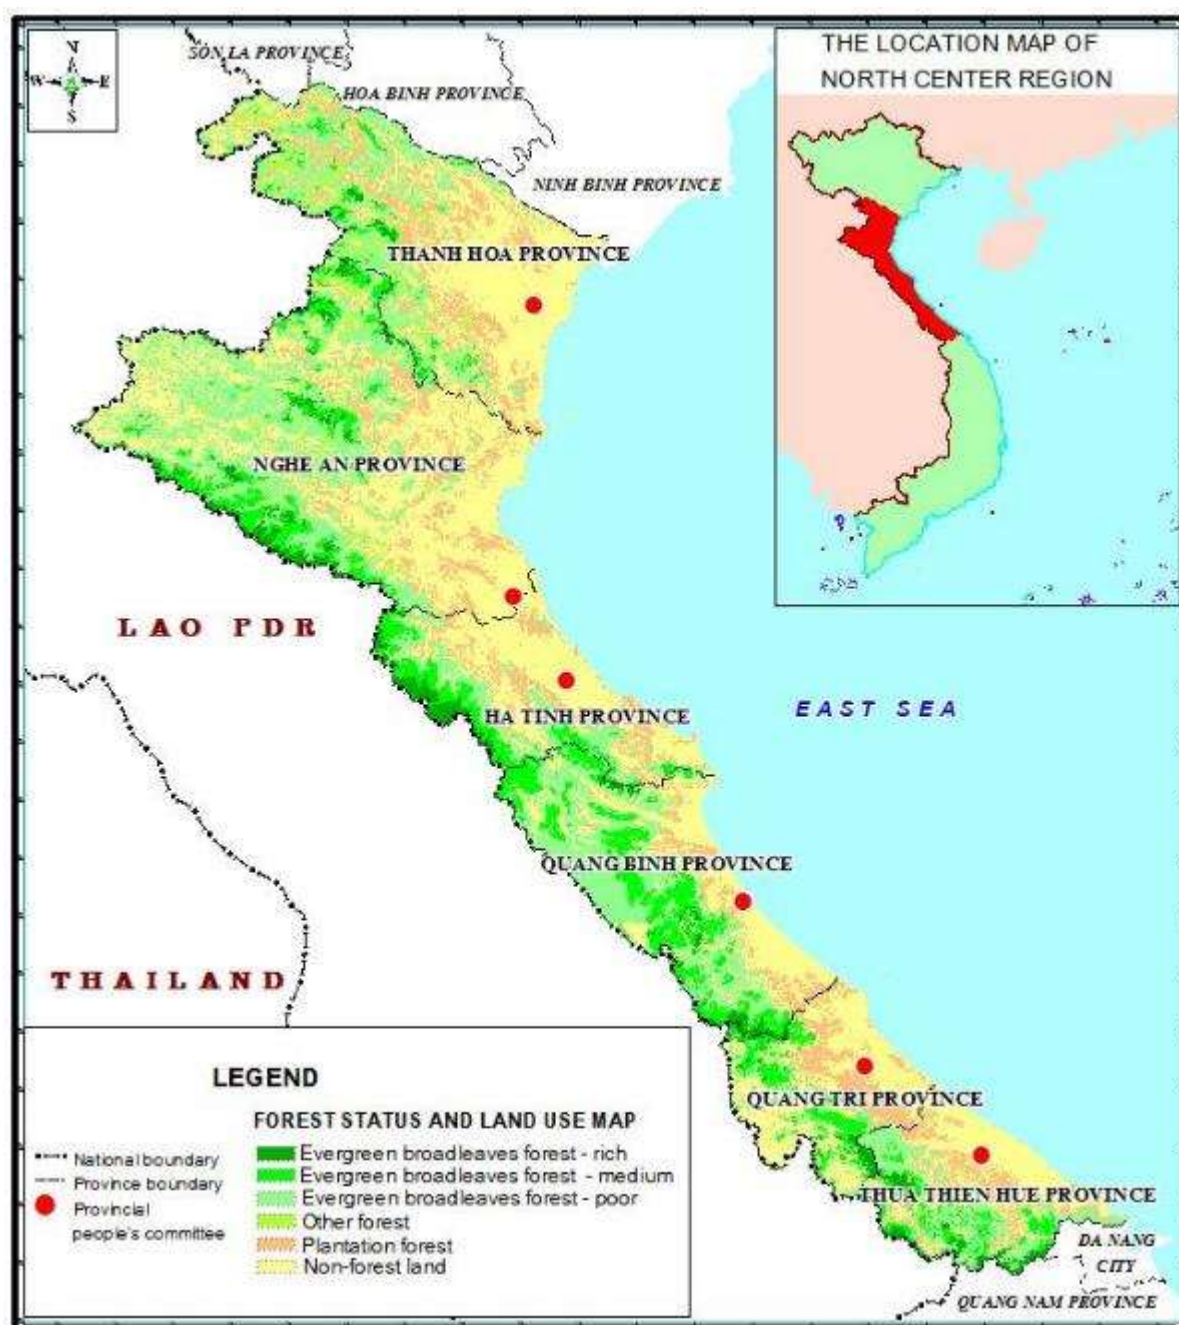 N
W E
S
SON LA PROVINCE
HOA BINH PROVINCE
NINH BINH PROVINCE
THE LOCATION MAP OF
NORTH CENTER REGION
THANH HOA PROVINCE
NGHE AN PROVINCE
LAO PDR
HA TINH PROVINCE
EAST SEA
QUANG BINH PROVINCE
THAILAND
QUANG TRI PROVINCE
THUA THIEN HUE PROVINCE
DA NANG
CITY
QUANG NAM PROVINCE
LEGEND
FOREST STATUS AND LAND USE MAP
National boundary
Province boundary
Provincial
people's committee
Evergreen broadleaves forest - rich
Evergreen broadleaves forest - medium
Evergreen broadleaves forest - poor
Other forest
Plantation forest
Non-forest land